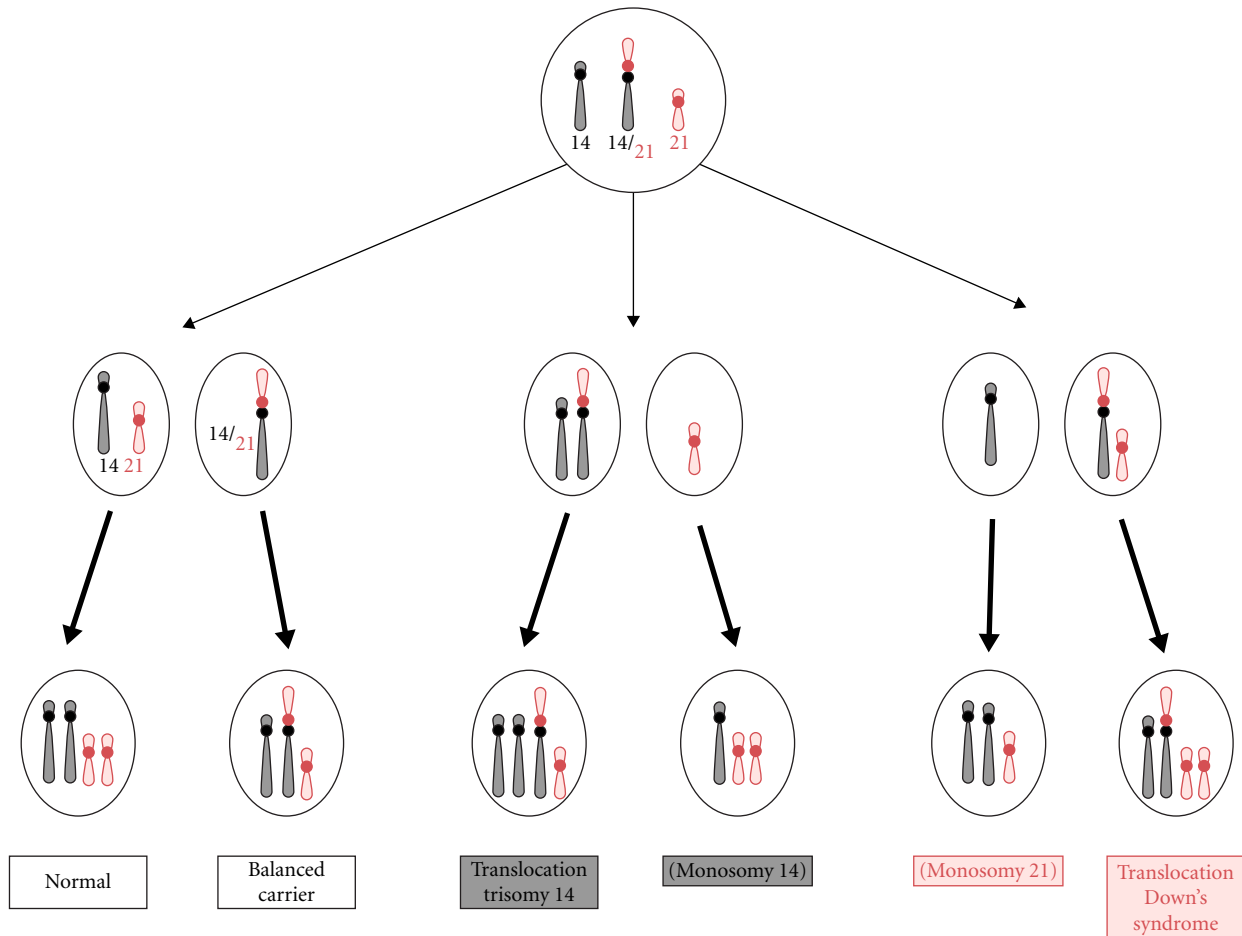 14 14/21 21
14 21
14/21
Normal
Balanced
carrier
Translocation
trisomy 14
(Monosomy 14)
(Monosomy 21)
Translocation
Down's
syndrome